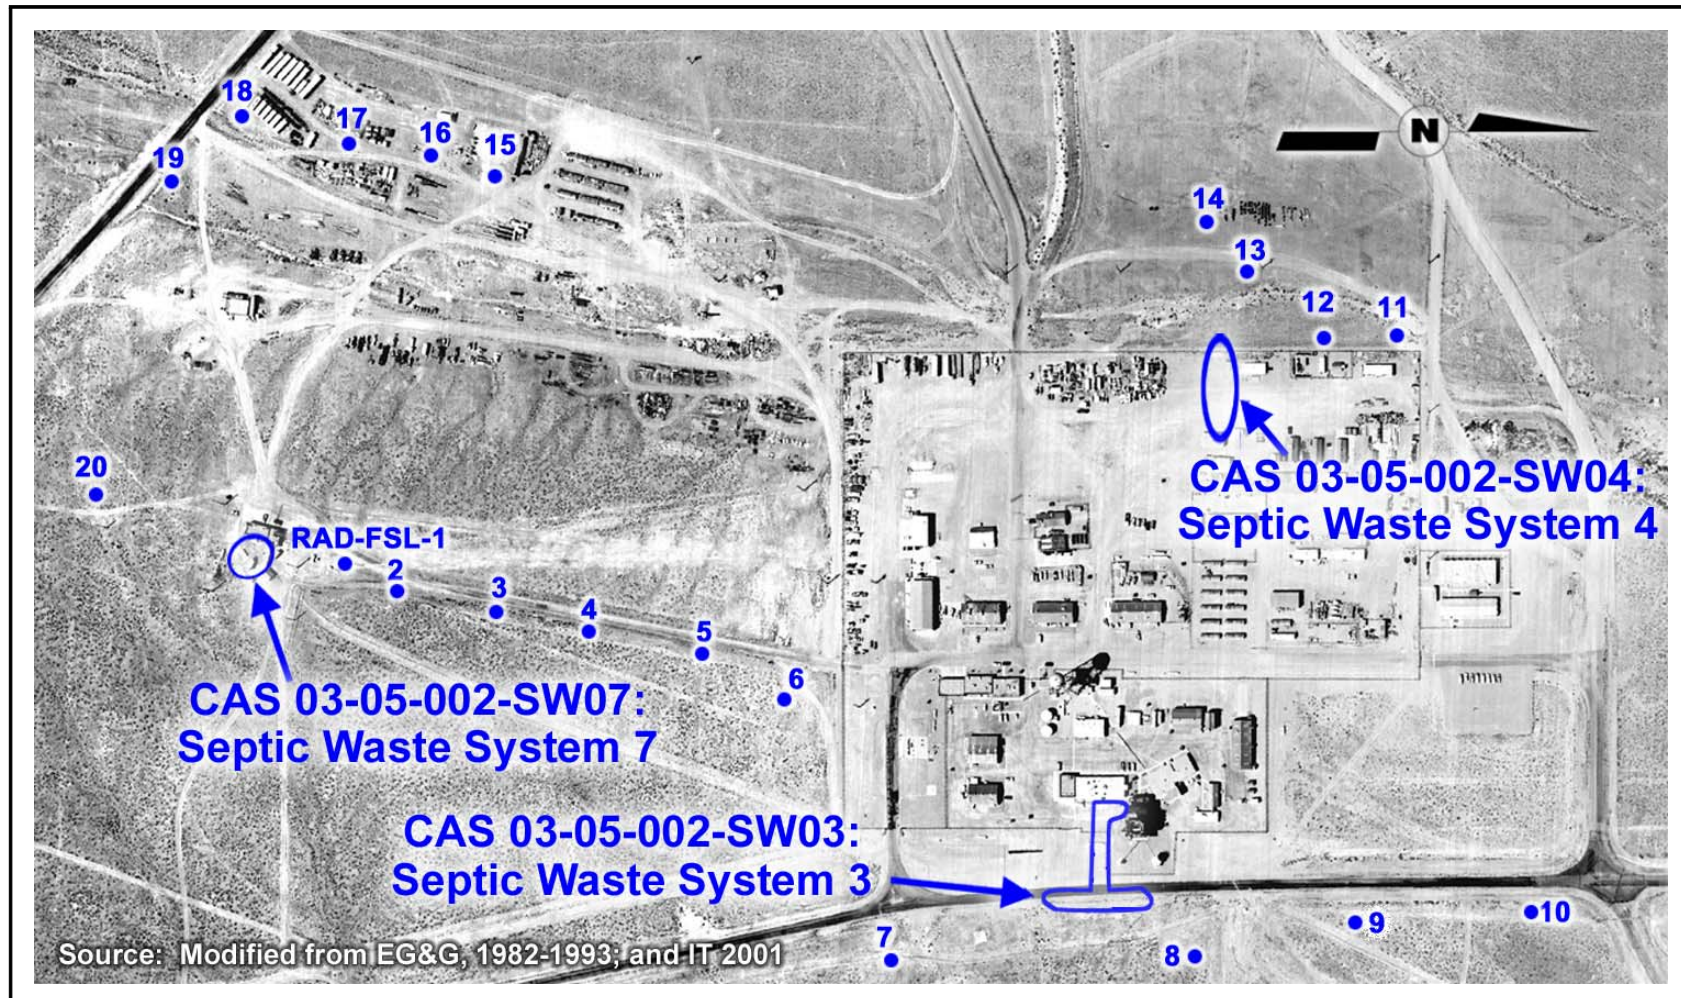 18
17
16
15
19
N
14
13
12
11
20
CAS 03-05-002-SW04:
Septic Waste System 4
RAD-FSL-1
2
3
4
5
6
CAS 03-05-002-SW07:
Septic Waste System 7
CAS 03-05-002-SW03:
Septic Waste System 3
7
8
9
10
Source: Modified from EG&G, 1982-1993; and IT 2001